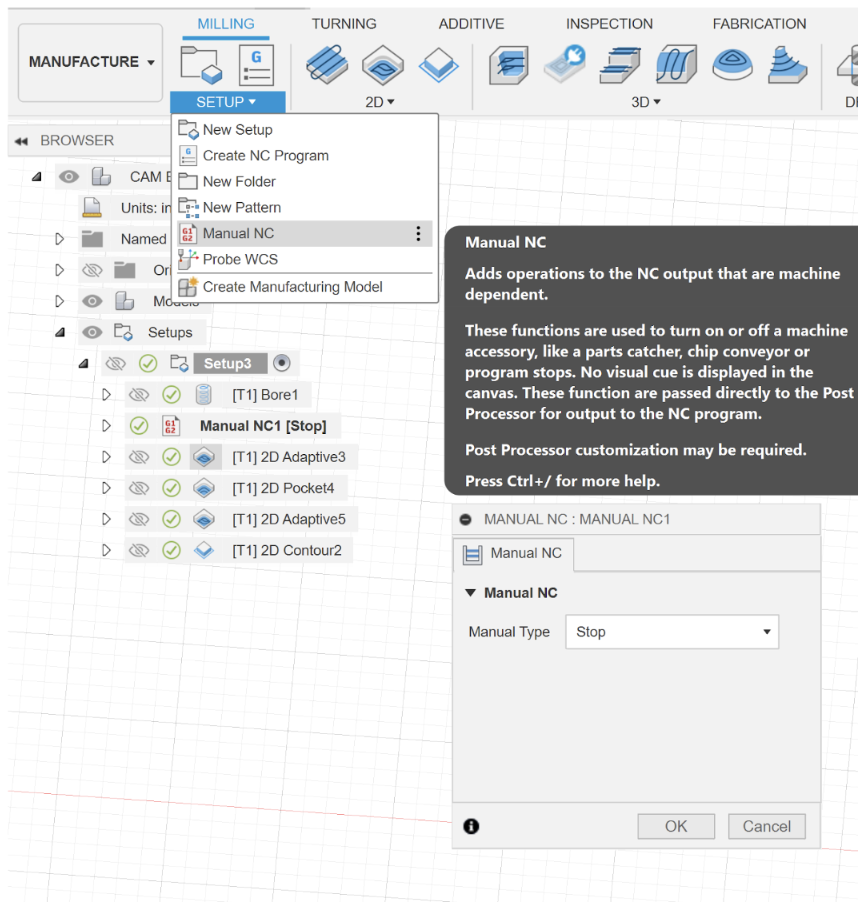 MILLING TURNING ADDITIVE INSPECTION FABRICATION
MANUFACTURE
G
SETUP 2D 3D
New Setup
Create NC Program
New Folder
New Pattern
G1
G2
Manual NC
Probe WCS
Create Manufacturing Model
BROWSER
Units: in
Named
Setups
Setup3
[T1] Bore1
G1
G2
Manual NC1 [Stop]
[T1] 2D Adaptive3
[T1] 2D Pocket4
[T1] 2D Adaptive5
[T1] 2D Contour2
Manual NC
Adds operations to the NC output that are machine
dependent.
These functions are used to turn on or off a machine
accessory, like a parts catcher, chip conveyor or
program stops. No visual cue is displayed in the
canvas. These function are passed directly to the Post
Processor for output to the NC program.
Post Processor customization may be required.
Press Ctrl+/ for more help.
MANUAL NC : MANUAL NC1
Manual NC
Manual NC
Manual Type Stop
OK Cancel